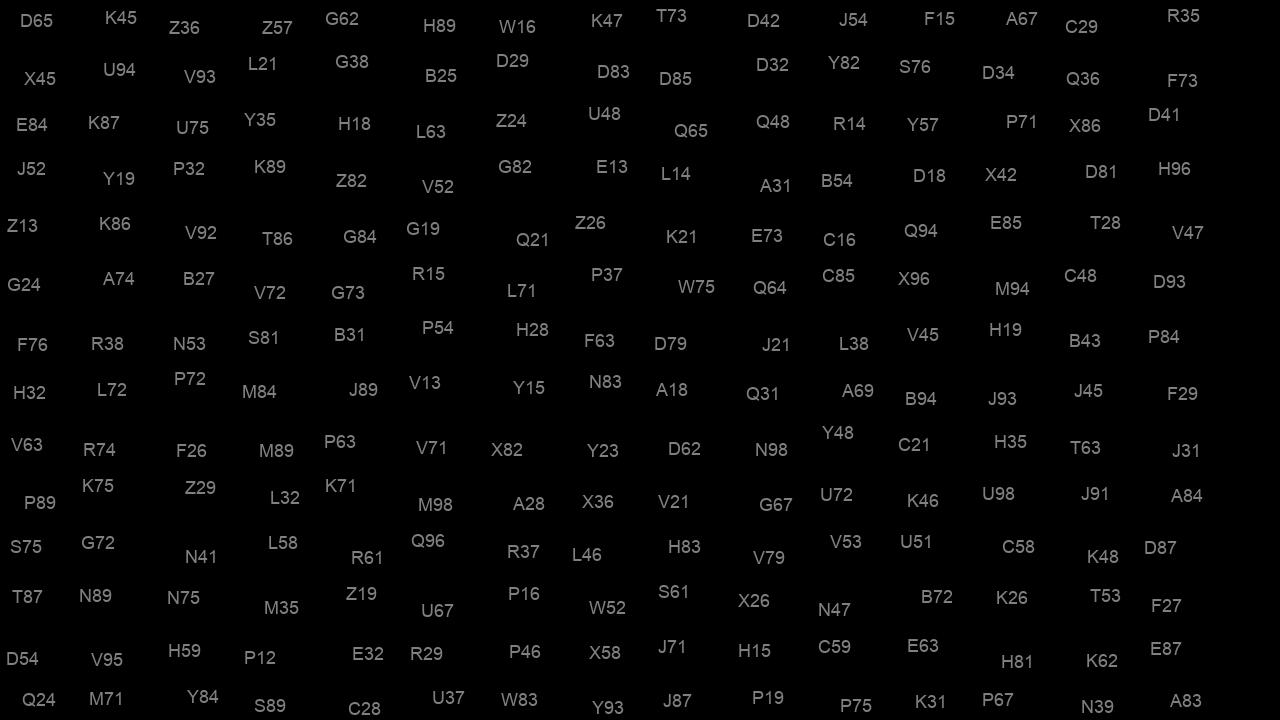 D65 K45 Z36 Z57 G62 H89 W16 K47 T73 D42 J54 F15 A67 C29 R35
X45 U94 V93 L21 G38 B25 D29 D83 D85 D32 Y82 S76 D34 Q36 F73
E84 K87 U75 Y35 H18 L63 Z24 U48 Q65 Q48 R14 Y57 P71 X86 D41
J52 Y19 P32 K89 Z82 V52 G82 E13 L14 A31 B54 D18 X42 D81 H96
Z13 K86 V92 T86 G84 G19 Q21 Z26 K21 E73 C16 Q94 E85 T28 V47
G24 A74 B27 V72 G73 R15 L71 P37 W75 Q64 C85 X96 M94 C48 D93
F76 R38 N53 S81 B31 P54 H28 F63 D79 J21 L38 V45 H19 B43 P84
H32 L72 P72 M84 J89 V13 Y15 N83 A18 Q31 A69 B94 J93 J45 F29
V63 R74 F26 M89 P63 V71 X82 Y23 D62 N98 Y48 C21 H35 T63 J31
P89 K75 Z29 L32 K71 M98 A28 X36 V21 G67 U72 K46 U98 J91 A84
S75 G72 N41 L58 R61 Q96 R37 L46 H83 V79 V53 U51 C58 K48 D87
T87 N89 N75 M35 Z19 U67 P16 W52 S61 X26 N47 B72 K26 T53 F27
D54 V95 H59 P12 E32 R29 P46 X58 J71 H15 C59 E63 H81 K62 E87
Q24 M71 Y84 S89 C28 U37 W83 Y93 J87 P19 P75 K31 P67 N39 A83